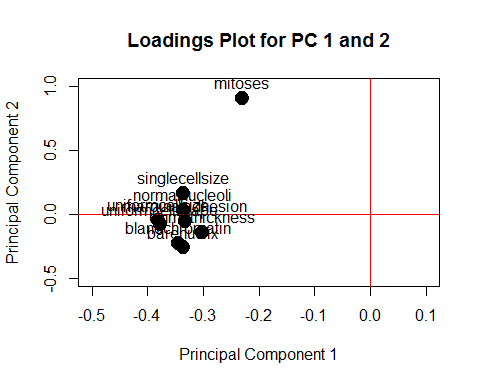 Loadings Plot for PC 1 and 2
mitoses
singlecellsize
normalnucleoli
blandchromatin
Principal Component 2
1.0
0.5
0.0
-0.5
-0.5
-0.4
-0.3
-0.2
-0.1
0.0
0.1
Principal Component 1